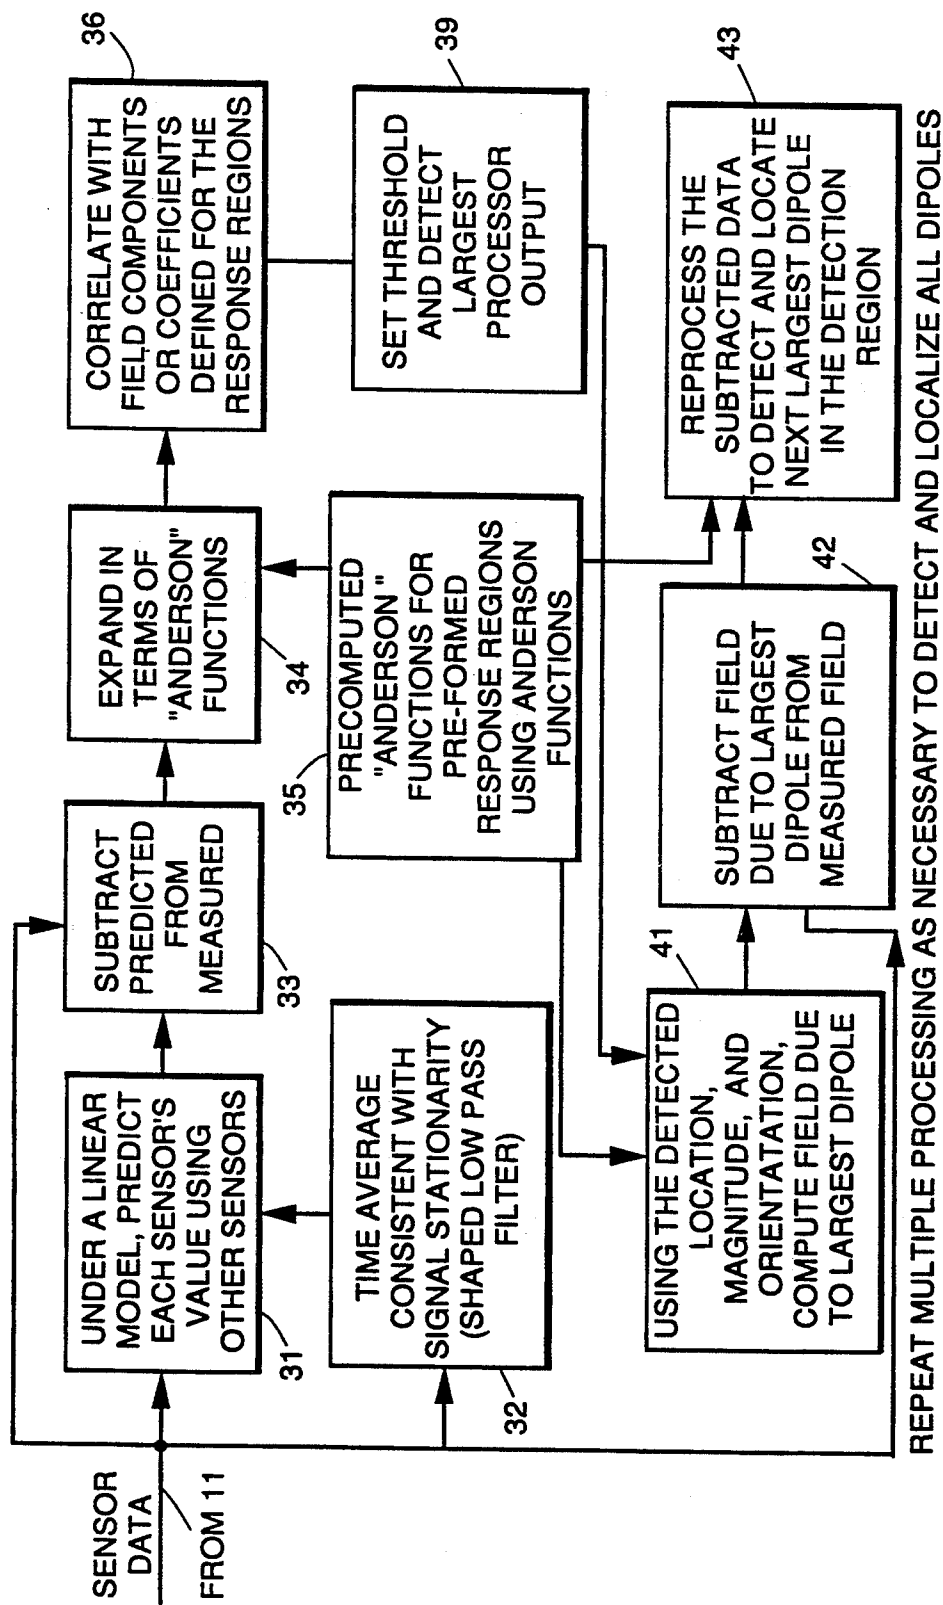 SENSOR
DATA
FROM 11
UNDER A LINEAR
MODEL, PREDICT
EACH SENSOR'S
VALUE USING
OTHER SENSORS
31
SUBTRACT
PREDICTED
FROM
MEASURED
33
EXPAND IN
TERMS OF
"ANDERSON"
FUNCTIONS
34
CORRELATE WITH
FIELD COMPONENTS
OR COEFFICIENTS
DEFINED FOR THE
RESPONSE REGIONS
36
TIME AVERAGE
CONSISTENT WITH
SIGNAL STATIONARITY
(SHAPED LOW PASS
FILTER)
32
35
PRECOMPUTED
"ANDERSON"
FUNCTIONS FOR
PRE-FORMED
RESPONSE REGIONS
USING ANDERSON
FUNCTIONS
SET THRESHOLD
AND DETECT
LARGEST
PROCESSOR
OUTPUT
39
USING THE DETECTED
LOCATION,
MAGNITUDE, AND
ORIENTATION,
COMPUTE FIELD DUE
TO LARGEST DIPOLE
41
SUBTRACT FIELD
DUE TO LARGEST
DIPOLE FROM
MEASURED FIELD
42
REPROCESS THE
SUBTRACTED DATA
TO DETECT AND LOCATE
NEXT LARGEST DIPOLE
IN THE DETECTION
REGION
43
REPEAT MULTIPLE PROCESSING AS NECESSARY TO DETECT AND LOCALIZE ALL DIPOLES